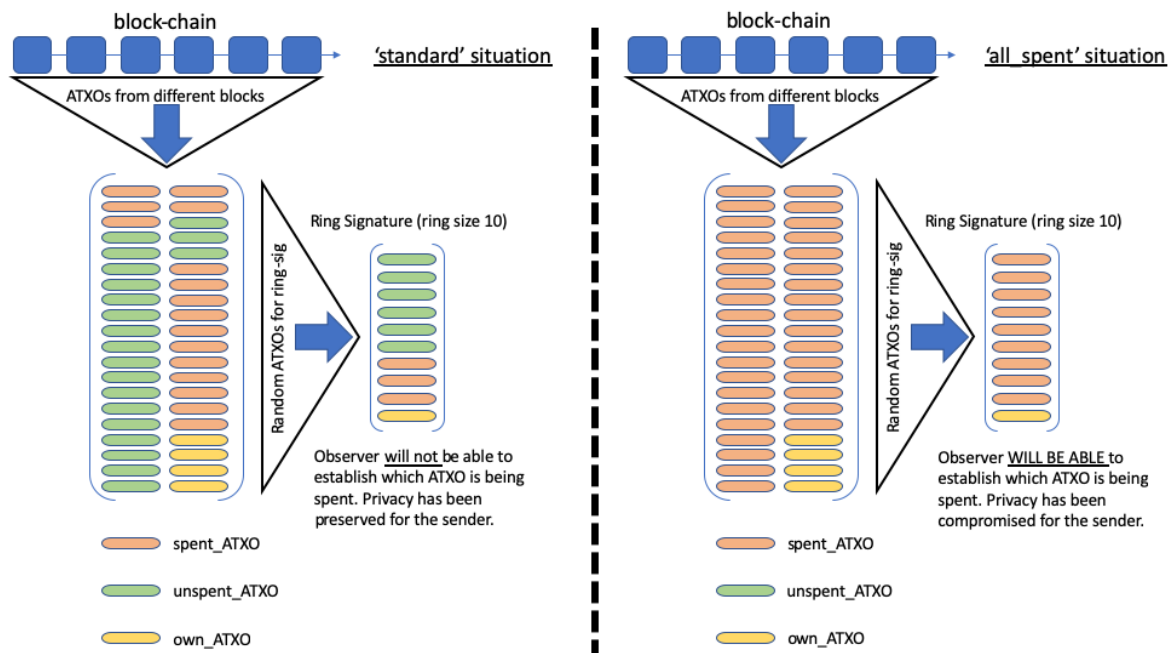 block-chain
'standard' situation
ATXOs from different blocks
Random ATXOs for ring-sig
Ring Signature (ring size 10)
Observer will not be able to
establish which ATXO is being
spent. Privacy has been
preserved for the sender.
spent_ATXO
unspent_ATXO
own_ATXO
block-chain
'all_spent' situation
ATXOs from different blocks
Random ATXOs for ring-sig
Ring Signature (ring size 10)
Observer WILL BE ABLE to
establish which ATXO is being
spent. Privacy has been
compromised for the sender.
spent_ATXO
unspent_ATXO
own_ATXO